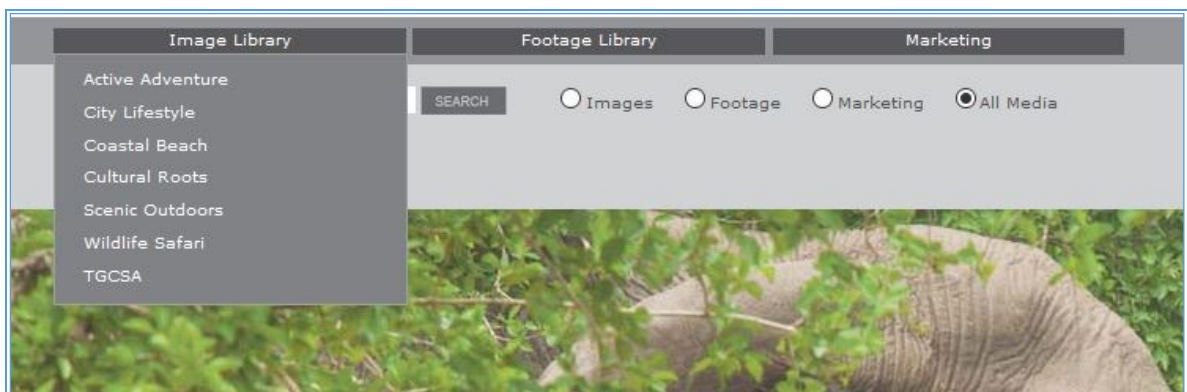 Image Library Footage Library Marketing
Active Adventure
SEARCH Images Footage Marketing All Media
City Lifestyle
Coastal Beach
Cultural Roots
Scenic Outdoors
Wildlife Safari
TGCSA